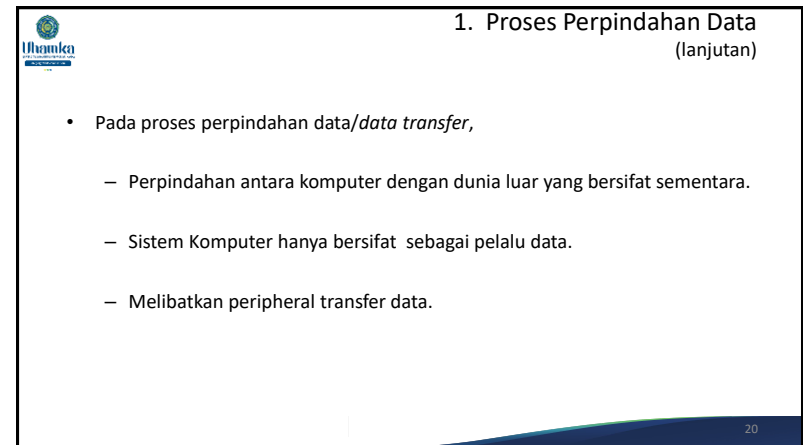 Uhamka
1. Proses Perpindahan Data
(lanjutan)
• Pada proses perpindahan data/data transfer,
– Perpindahan antara komputer dengan dunia luar yang bersifat sementara.
– Sistem Komputer hanya bersifat sebagai pelalu data.
– Melibatkan peripheral transfer data.
20